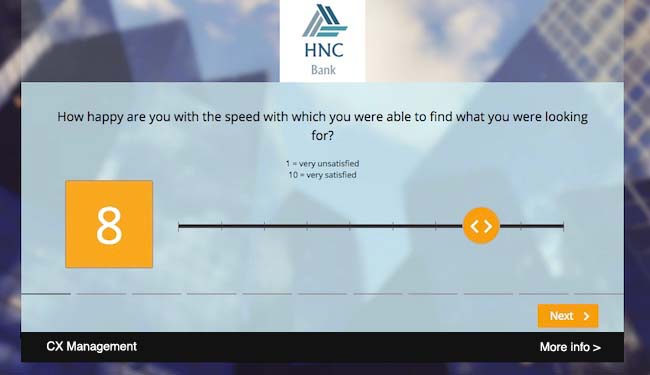 HNC
Bank
How happy are you with the speed with which you were able to find what you were looking
for?
1 = very unsatisfied
10 = very satisfied
8
Next >
CX Management
More info >